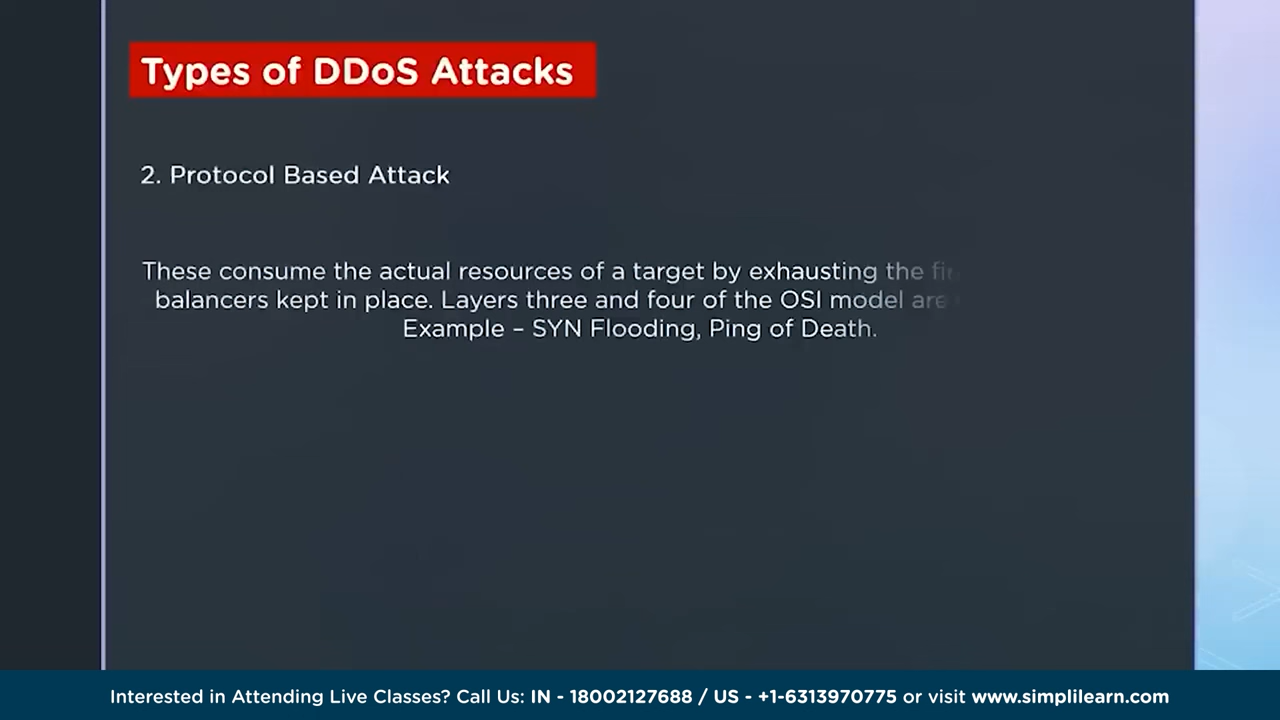 Types of DDoS Attacks
2. Protocol Based Attack
These consume the actual resources of a target by exhausting the
balancers kept in place. Layers three and four of the OSI model are
Example – SYN Flooding, Ping of Death.
Interested in Attending Live Classes? Call Us: IN - 18002127688 / US - +1-6313970775 or visit www.simplilearn.com